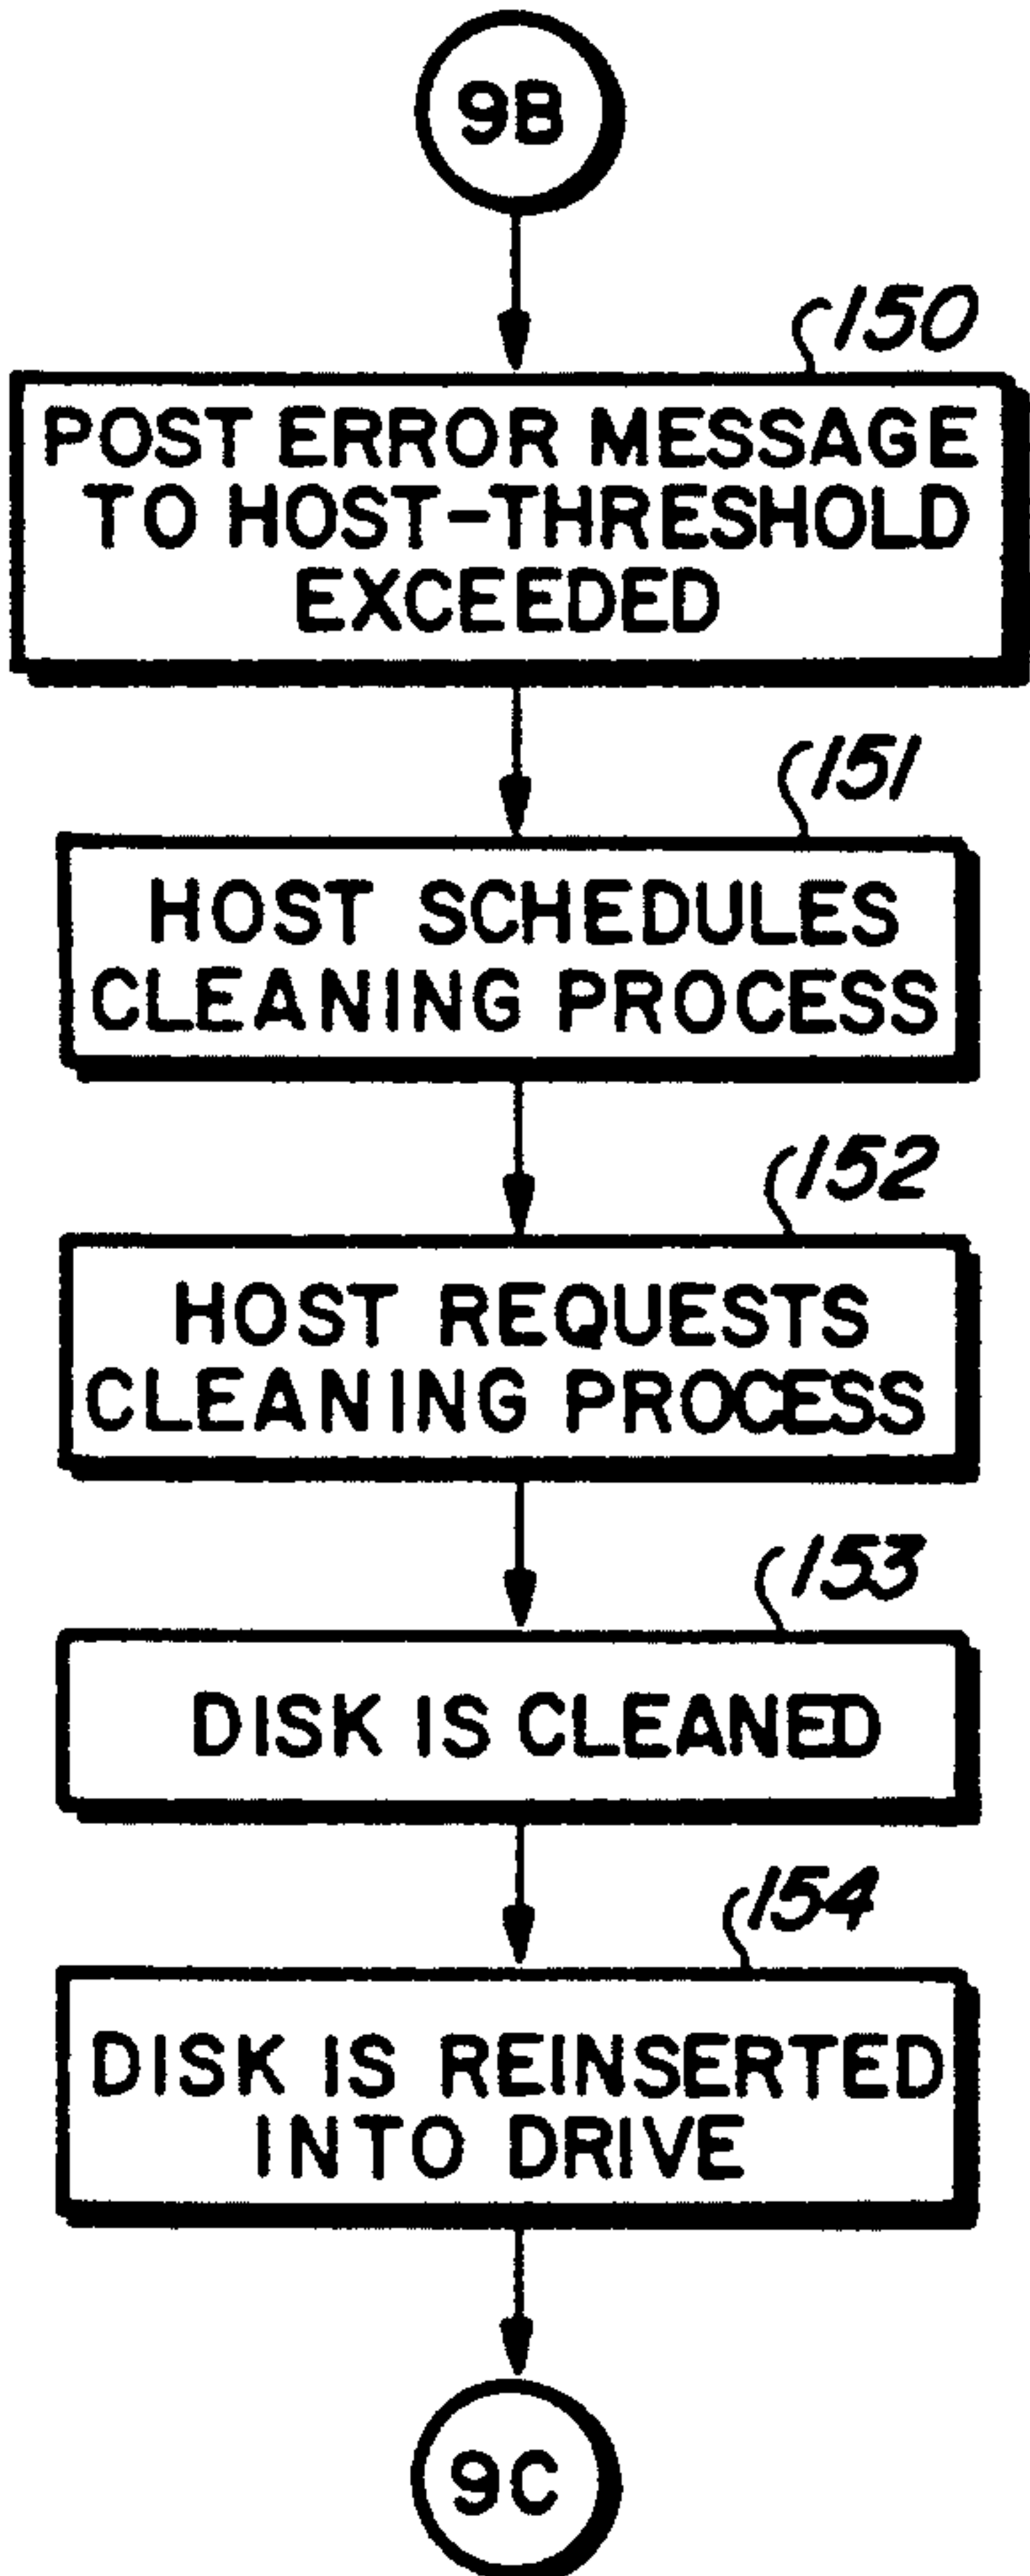 9B
150
POST ERROR MESSAGE
TO HOST-THRESHOLD
EXCEEDED
151
HOST SCHEDULES
CLEANING PROCESS
152
HOST REQUESTS
CLEANING PROCESS
153
DISK IS CLEANED
154
DISK IS REINSERTED
INTO DRIVE
9C